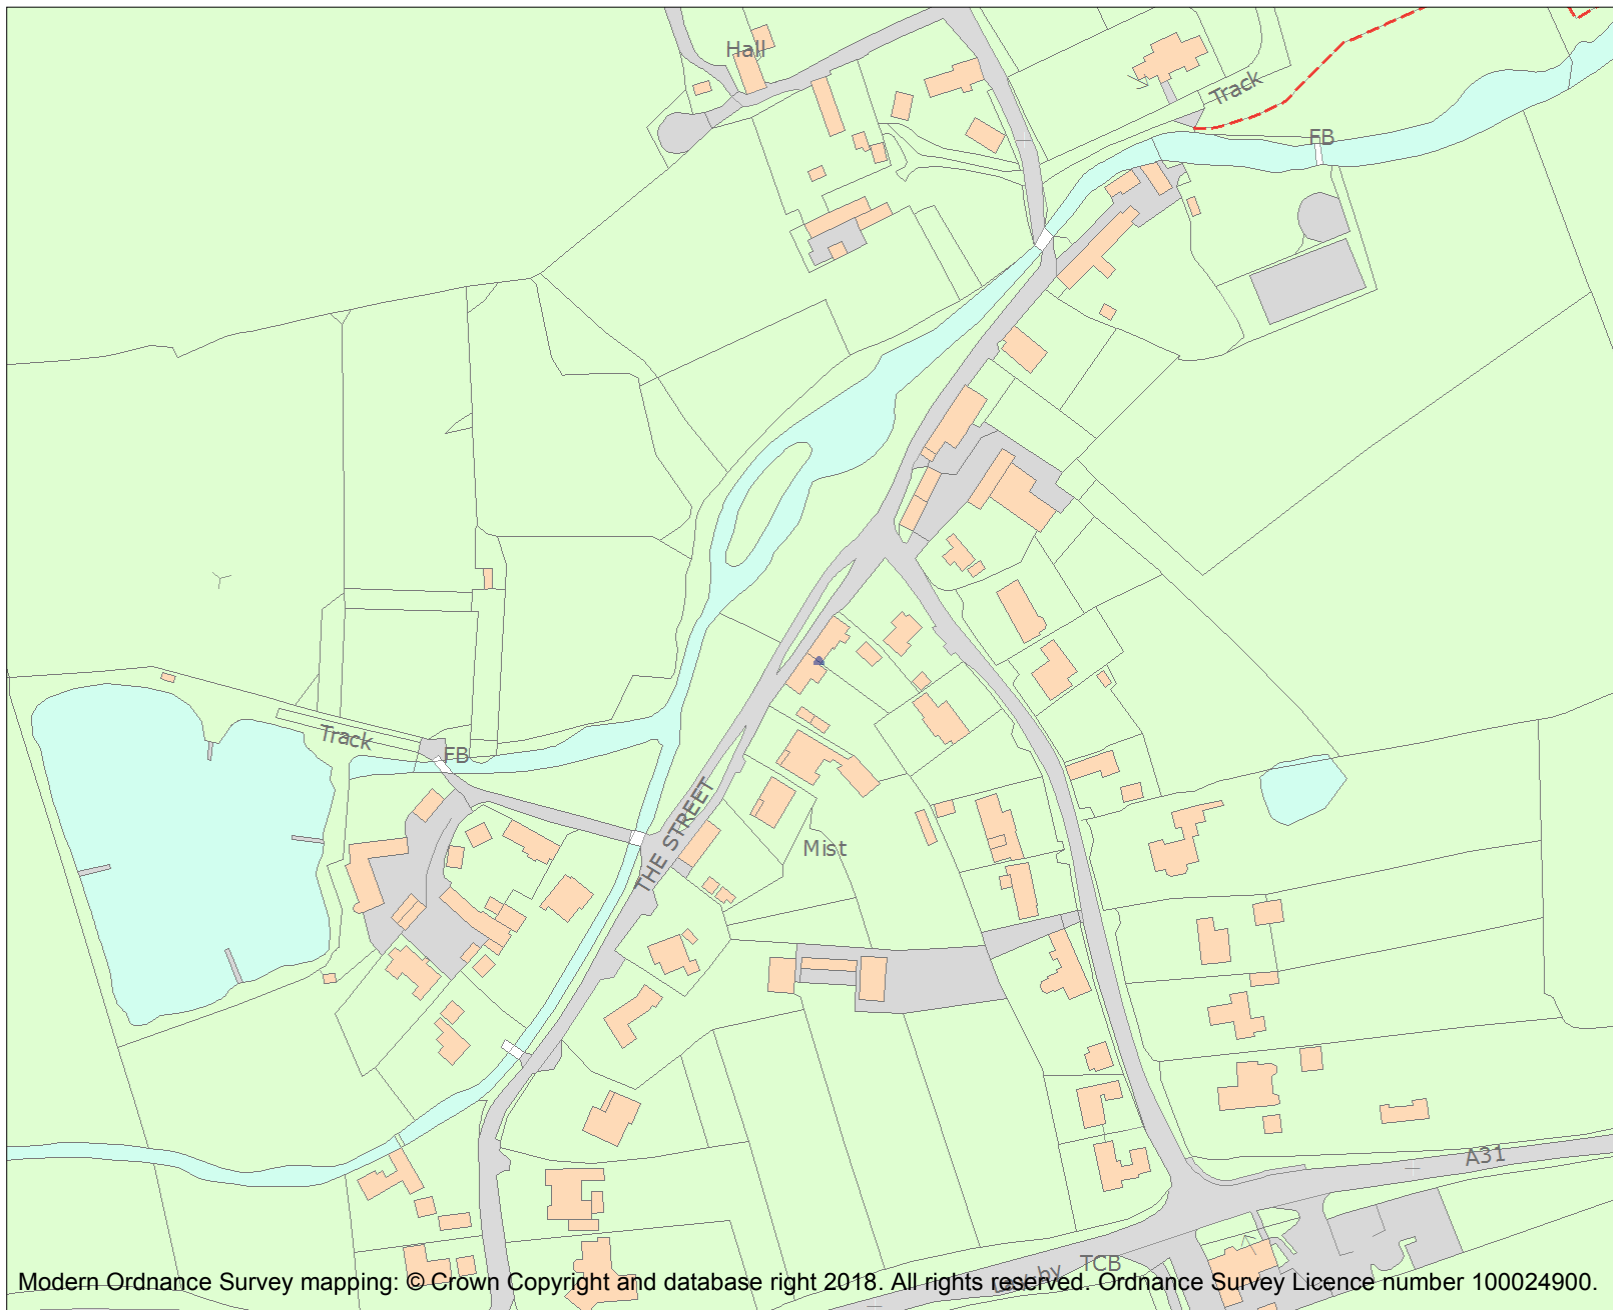 Hall
Track
FB
Track
FB
THE STREET
Mist
A31
TCB
Modern Ordnance Survey mapping: © Crown Copyright and database right 2018. All rights reserved. Ordnance Survey Licence number 100024900.